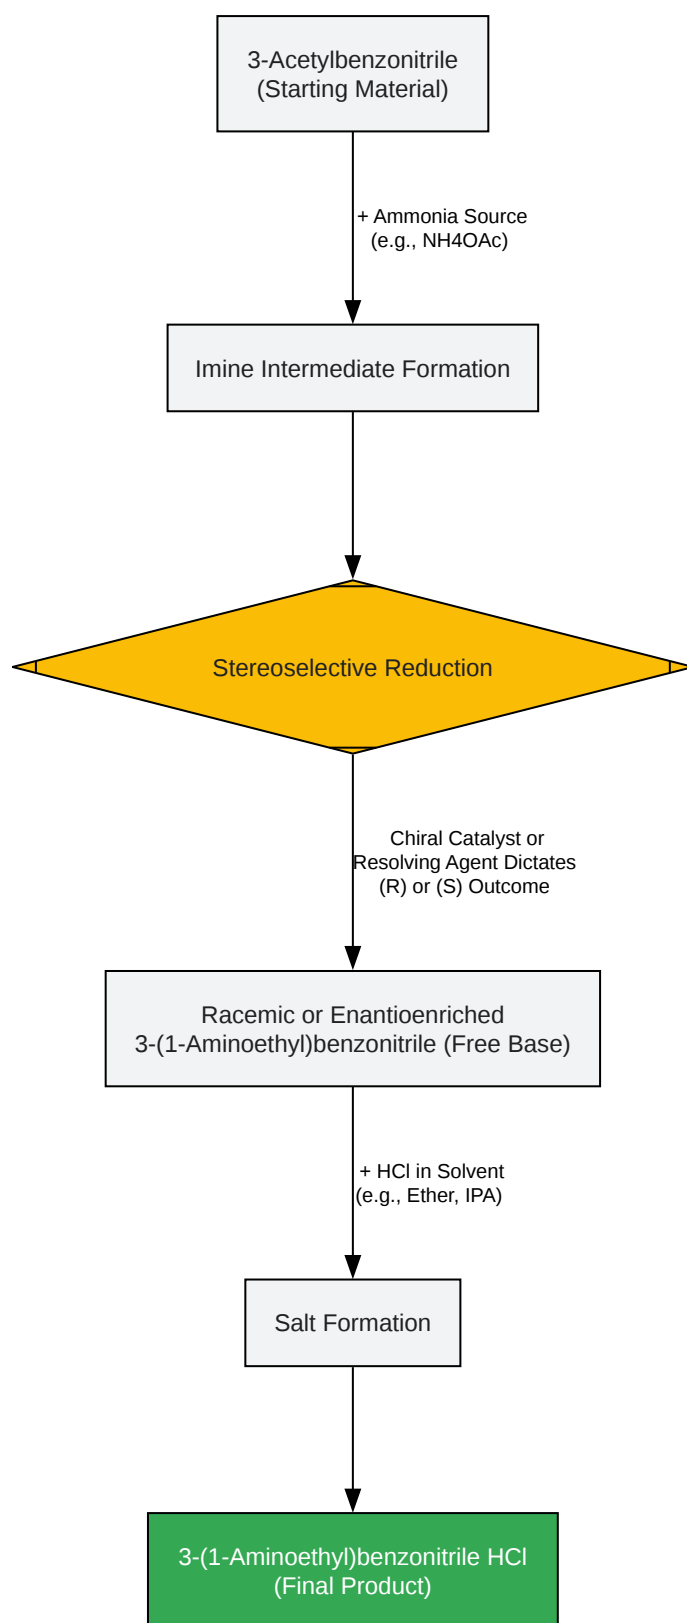 3-Acetylbenzonitrile
(Starting Material)
+ Ammonia Source
(e.g., NH4OAc)
Imine Intermediate Formation
Stereoselective Reduction
Chiral Catalyst or
Resolving Agent Dictates
(R) or (S) Outcome
Racemic or Enantioenriched
3-(1-Aminoethyl)benzonitrile (Free Base)
+ HCl in Solvent
(e.g., Ether, IPA)
Salt Formation
3-(1-Aminoethyl)benzonitrile HCl
(Final Product)